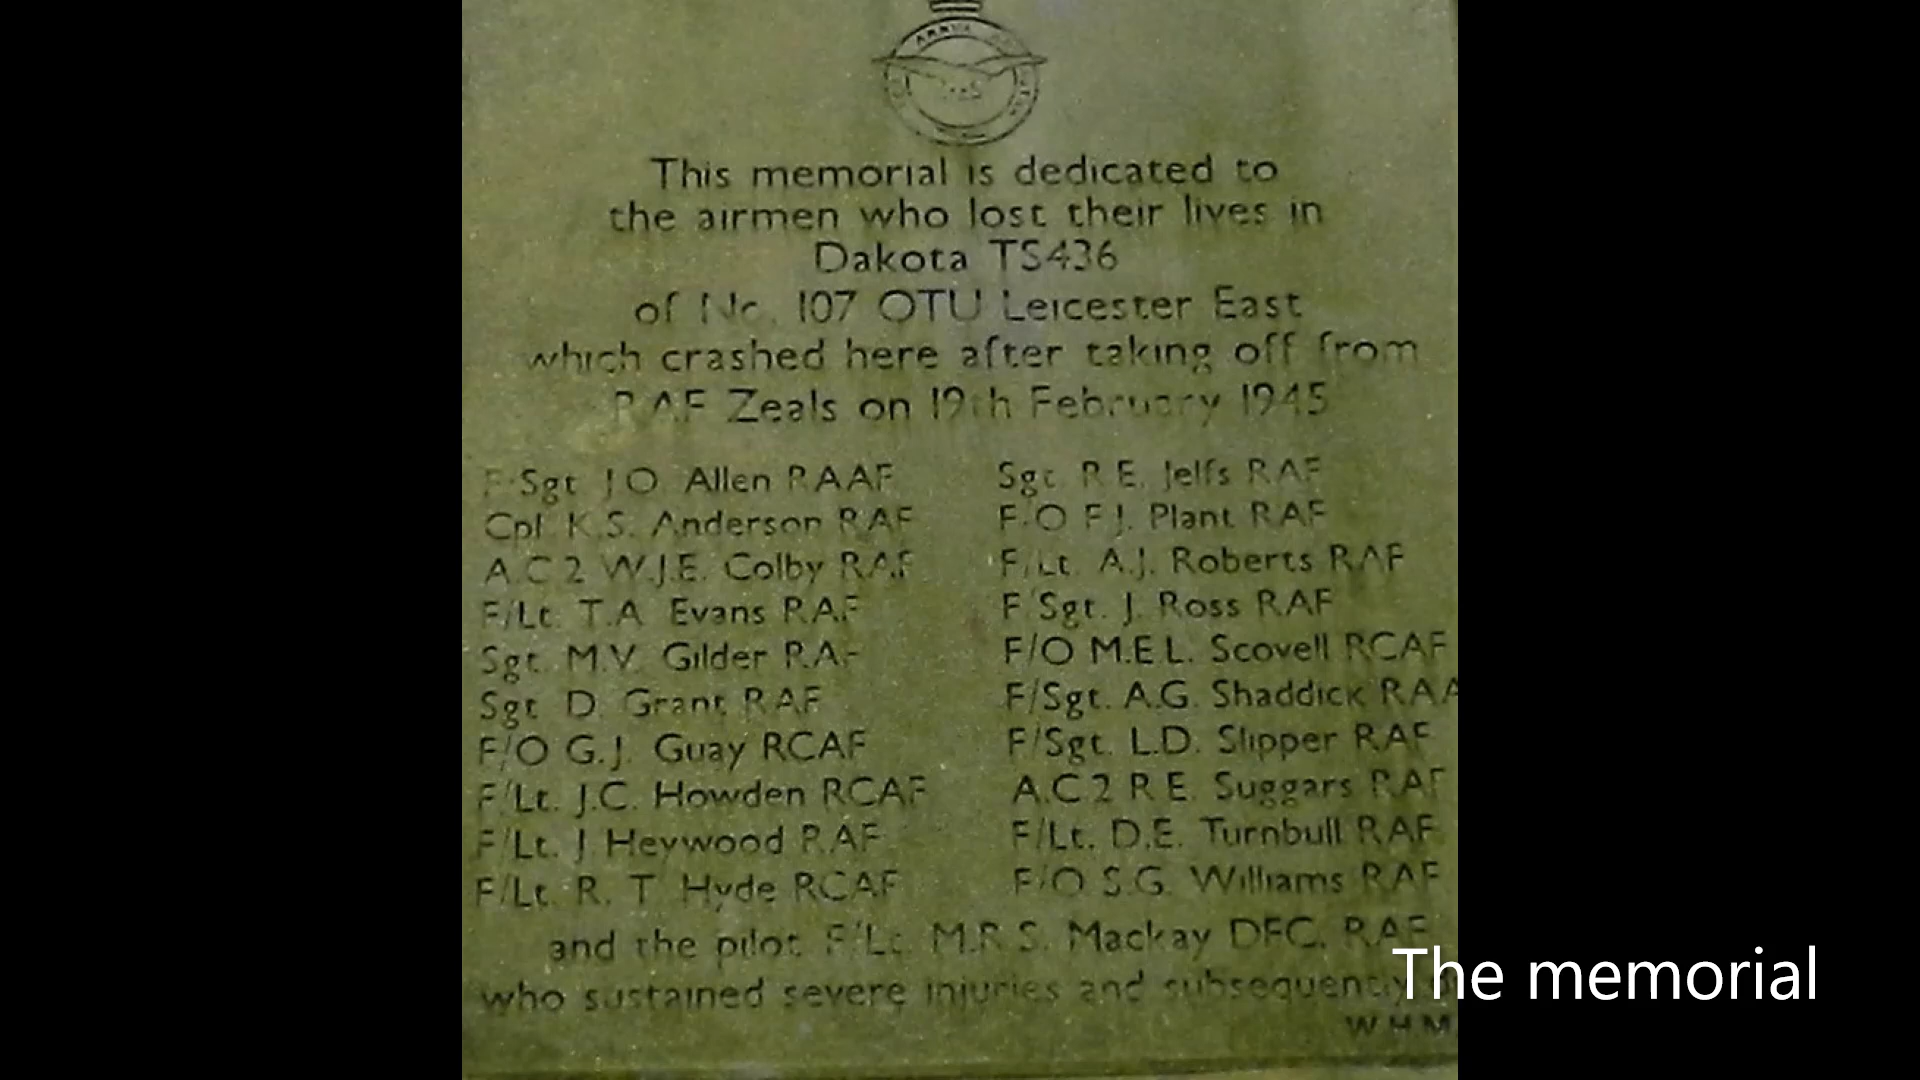 This memorial is dedicated to
the airmen who lost their lives in
Dakota TS436
of No. 107 OTU Leicester East
which crashed here after taking off from
R.A.F Zeals on 19th February 1945
F/Sgt J.O. Allen RAAF
Cpl. K.S. Anderson RAF
A.C.2 W.J.E. Colby RAF
F/Lt. T.A. Evans RAF
Sgt. M.V. Gilder RAF
Sgt D. Grant RAF
F/O G.J. Guay RCAF
F/Lt. J.C. Howden RCAF
F/Lt. J. Heywood RAF
F/Lt. R. T. Hyde RCAF
Sgt. R.E. Jelfs RAF
F/O F.J. Plant RAF
F/Lt. A.J. Roberts RAF
F/Sgt. J. Ross RAF
F/O M.E.L. Scovell RCAF
F/Sgt. A.G. Shaddick RAA
F/Sgt. L.D. Slipper RAF
A.C.2 R.E. Suggars RAF
F/Lt. D.E. Turnbull RAF
F/O S.G. Williams RAF
and the pilot F/Lt. M.R.S. Mackay DFC. RAF
who sustained severe injuries and subsequently
W.H.M.
The memorial